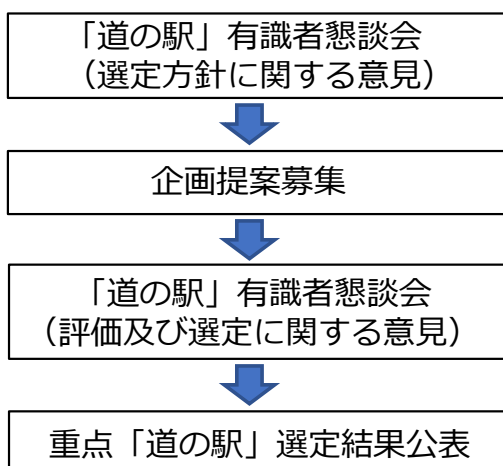 「道の駅」有識者懇談会
（選定方針に関する意見）
企画提案募集
「道の駅」有識者懇談会
（評価及び選定に関する意見）
重点「道の駅」選定結果公表